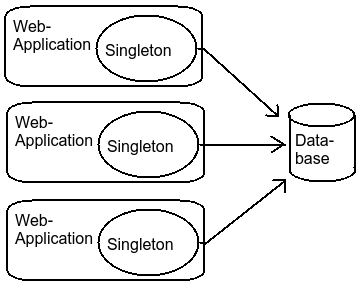 Web-
Application
Singleton
Web-
Application
Singleton
Web-
Application
Singleton
Data-
base